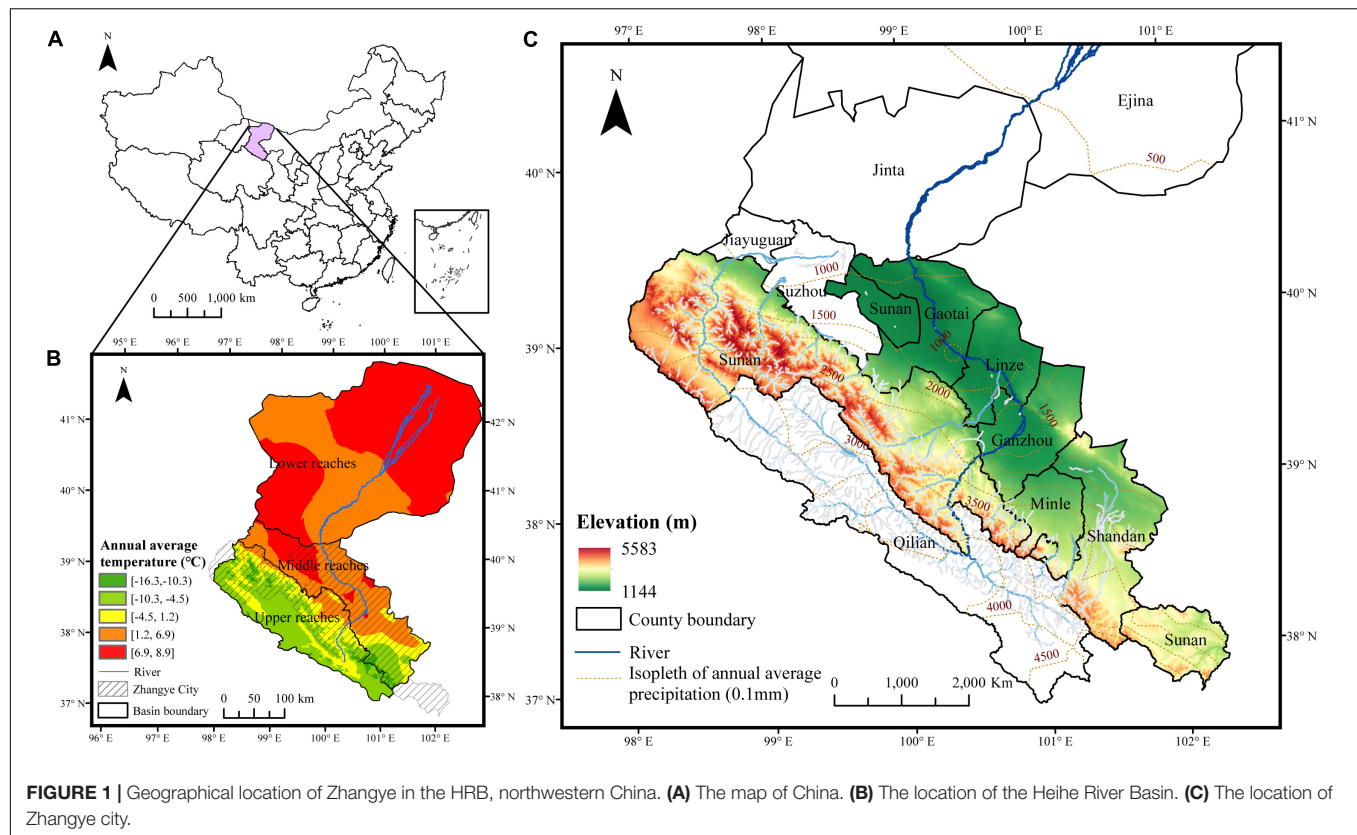 A
N
0 500 1,000 km
B
95° E 96° E 97° E 98° E 99° E 100° E 101° E
N
41° N
40° N
39° N
38° N
37° N
42° N
41° N
40° N
39° N
38° N
Lower reaches
Middle reaches
Upper reaches
Annual average
temperature (°C)
[-16.3,-10.3)
[-10.3, -4.5)
[-4.5, 1.2)
[1.2, 6.9)
[6.9, 8.9]
River
Zhangye City
Basin boundary
0 50 100 km
96° E 97° E 98° E 99° E 100° E 101° E 102° E
C
97° E 98° E 99° E 100° E 101° E
N
40° N
39° N
38° N
37° N
41° N
40° N
39° N
38° N
Ejina
500
Jinta
Jiayuguan
1000
Suzhou
Sunan
Gaotai
1500
1000
Sunan
Linze
2500
2000
1500
Ganzhou
3000
Minle
3500
Shandan
Qilian
4000
Sunan
4500
Elevation (m)
5583
1144
County boundary
River
Isopleth of annual average
precipitation (0.1mm)
0 1,000 2,000 Km
98° E 99° E 100° E 101° E 102° E
FIGURE 1 | Geographical location of Zhangye in the HRB, northwestern China. (A) The map of China. (B) The location of the Heihe River Basin. (C) The location of
Zhangye city.